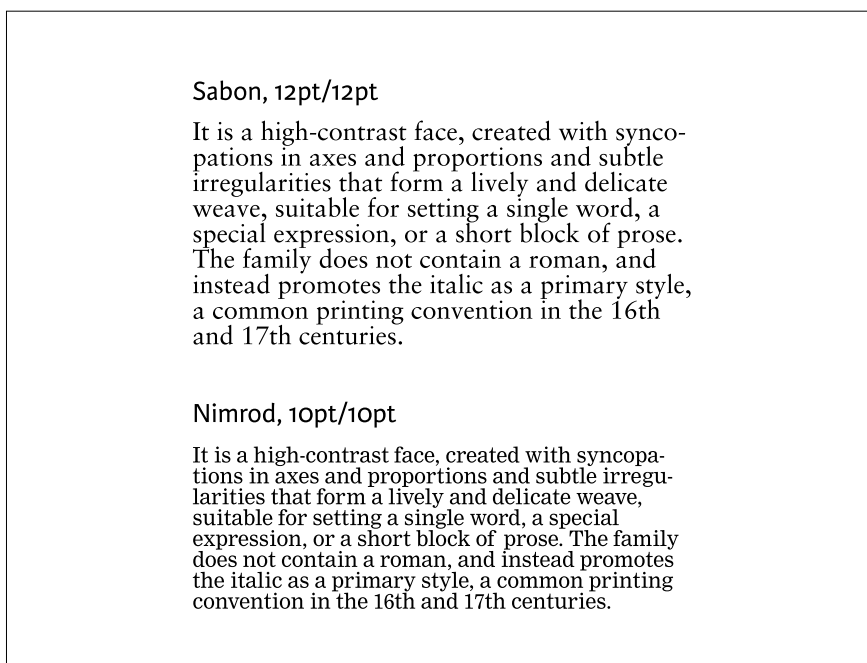 Sabon, 12pt/12pt
It is a high-contrast face, created with synco-
pations in axes and proportions and subtle
irregularities that form a lively and delicate
weave, suitable for setting a single word, a
special expression, or a short block of prose.
The family does not contain a roman, and
instead promotes the italic as a primary style,
a common printing convention in the 16th
and 17th centuries.
Nimrod, 10pt/10pt
It is a high-contrast face, created with syncopa-
tions in axes and proportions and subtle irregu-
larities that form a lively and delicate weave,
suitable for setting a single word, a special
expression, or a short block of prose. The family
does not contain a roman, and instead promotes
the italic as a primary style, a common printing
convention in the 16th and 17th centuries.